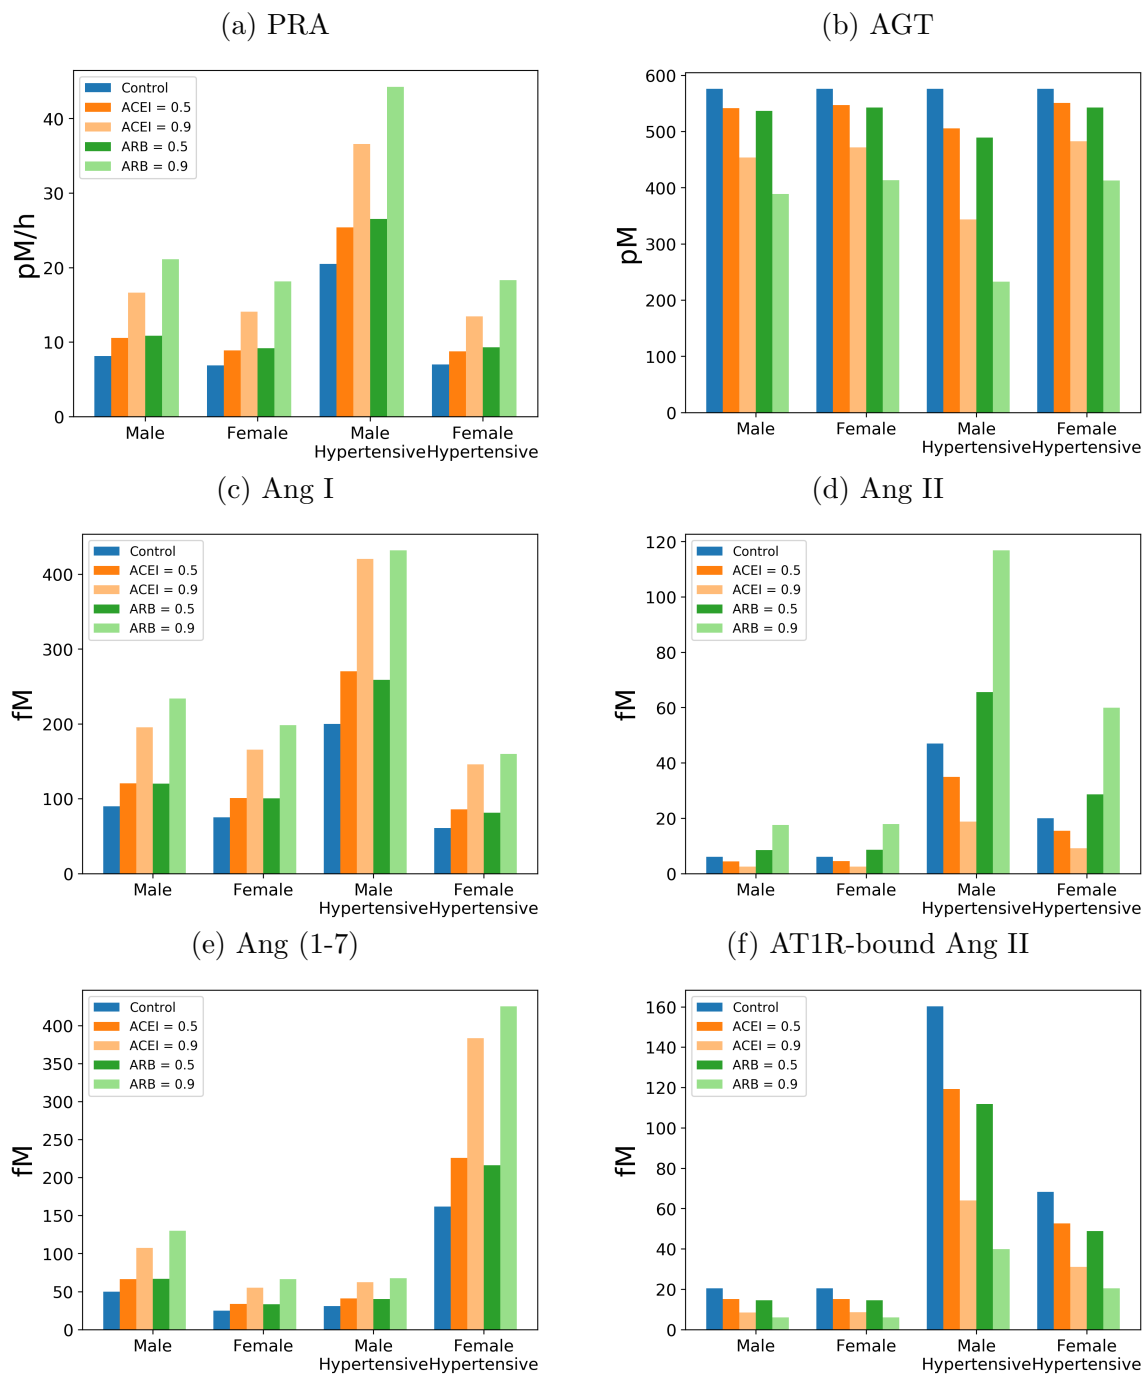 (a) PRA
40
30
20
10
0
pM/h
Control
ACEI = 0.5
ACEI = 0.9
ARB = 0.5
ARB = 0.9
Male
Female
Male
Hypertensive
Female
Hypertensive
(b) AGT
600
500
400
300
200
100
0
pM
Male
Female
Male
Hypertensive
Female
Hypertensive
(c) Ang I
400
300
200
100
0
fM
Control
ACEI = 0.5
ACEI = 0.9
ARB = 0.5
ARB = 0.9
Male
Female
Male
Hypertensive
Female
Hypertensive
(d) Ang II
120
100
80
60
40
20
0
fM
Control
ACEI = 0.5
ACEI = 0.9
ARB = 0.5
ARB = 0.9
Male
Female
Male
Hypertensive
Female
Hypertensive
(e) Ang (1-7)
400
350
300
250
200
150
100
50
0
fM
Control
ACEI = 0.5
ACEI = 0.9
ARB = 0.5
ARB = 0.9
Male
Female
Male
Hypertensive
Female
Hypertensive
(f) AT1R-bound Ang II
160
140
120
100
80
60
40
20
0
fM
Control
ACEI = 0.5
ACEI = 0.9
ARB = 0.5
ARB = 0.9
Male
Female
Male
Hypertensive
Female
Hypertensive